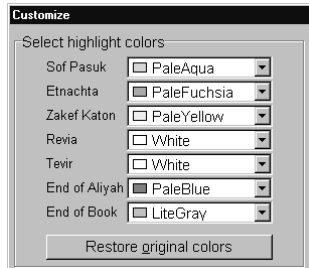 Customize
Select highlight colors
Sof Pasuk PaleAqua
Etnachta PaleFuchsia
Zakef Katon PaleYellow
Revia White
Tevir White
End of Aliyah PaleBlue
End of Book LiteGray
Restore original colors